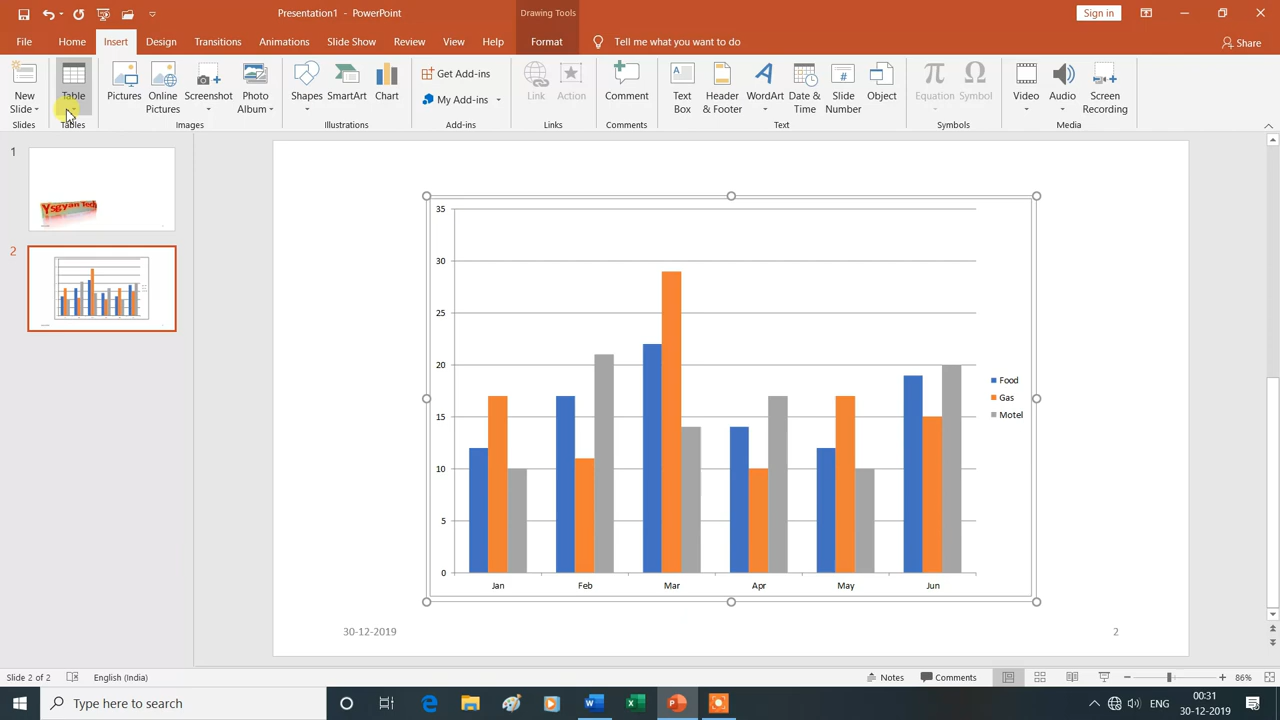 Presentation1 - PowerPoint
Drawing Tools
Sign in
File
Home
Insert
Design
Transitions
Animations
Slide Show
Review
View
Help
Format
Tell me what you want to do
Share
New
Slide
Table
Pictures
Online
Pictures
Screenshot
Photo
Album
Shapes
SmartArt
Chart
Get Add-ins
My Add-ins
Link
Action
Comment
Text
Box
Header
& Footer
WordArt
Date &
Time
Slide
Number
Object
Equation
Symbol
Video
Audio
Screen
Recording
Slides
Tables
Images
Illustrations
Add-ins
Links
Comments
Text
Symbols
Media
1
2
35
30
25
20
15
10
5
0
Jan
Feb
Mar
Apr
May
Jun
Food
Gas
Motel
30-12-2019
2
Slide 2 of 2
English (India)
Notes
Comments
86%
Type here to search
ENG
00:31
30-12-2019